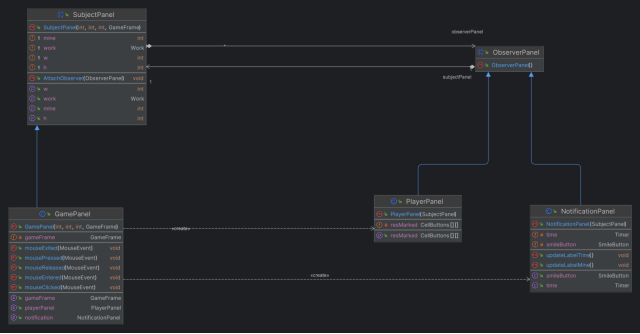 SubjectPanel
SubjectPanel(int, int, int, GameFrame)
mine int
work Work
w int
h int
AttachObserver(ObserverPanel) void
w int
work Work
mine int
h int
observerPanel
*
1
subjectPanel
ObserverPanel
ObserverPanel()
GamePanel
GamePanel(int, int, int, GameFrame)
gameFrame GameFrame
mouseExited(MouseEvent) void
mousePressed(MouseEvent) void
mouseReleased(MouseEvent) void
mouseEntered(MouseEvent) void
mouseClicked(MouseEvent) void
gameFrame GameFrame
playerPanel PlayerPanel
notification NotificationPanel
«create»
«create»
PlayerPanel
PlayerPanel(SubjectPanel)
resMarked CellButtons[][]
resMarked CellButtons[][]
NotificationPanel
NotificationPanel(SubjectPanel)
time Timer
smileButton SmileButton
updateLabelTime() void
updateLabelMine() void
smileButton SmileButton
time Timer